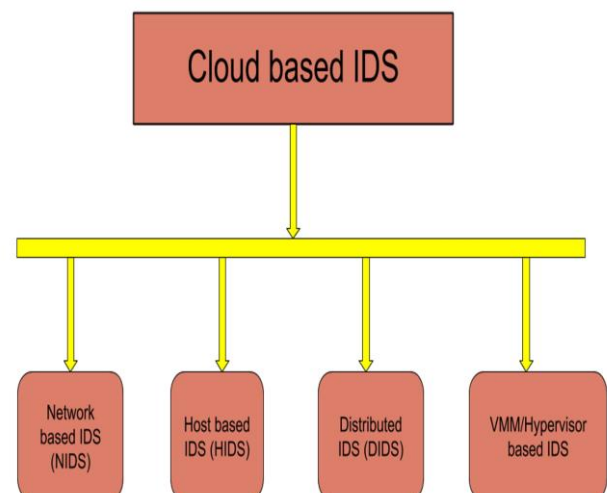 Cloud based IDS
Network
based IDS
(NIDS)
Host based
IDS (HIDS)
Distributed
IDS (DIDS)
VMM/Hypervisor
based IDS